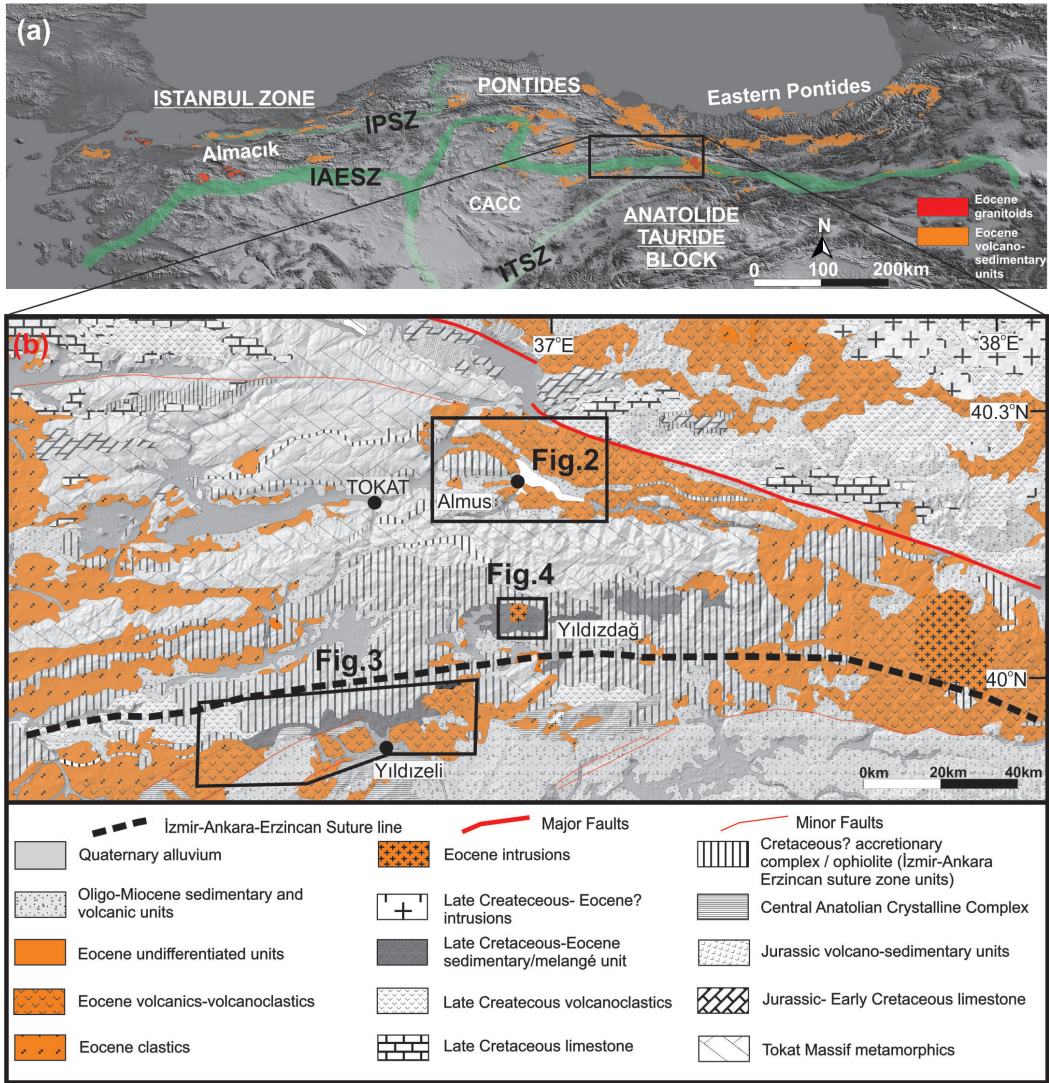 (a)
ISTANBUL ZONE
PONTIDES
Eastern Pontides
IPSZ
Almacık
IAESZ
CACC
ANATOLIDE
TAURIDE
BLOCK
ITSZ
N
0 100 200km
Eocene
granitoids
Eocene
volcano-
sedimentary
units
(b)
37°E
38°E
40.3°N
Fig.2
TOKAT
Almus
Fig.4
Yıldızdağ
Fig.3
40°N
Yıldızeli
0km 20km 40km
İzmir-Ankara-Erzincan Suture line
Major Faults
Minor Faults
Quaternary alluvium
Eocene intrusions
Cretaceous? accretionary
complex / ophiolite (İzmir-Ankara
Erzincan suture zone units)
Oligo-Miocene sedimentary and
volcanic units
Late Createceous- Eocene?
intrusions
Central Anatolian Crystalline Complex
Eocene undifferentiated units
Late Cretaceous-Eocene
sedimentary/melangé unit
Jurassic volcano-sedimentary units
Eocene volcanics-volcanoclastics
Late Createcous volcanoclastics
Jurassic- Early Cretaceous limestone
Eocene clastics
Late Cretaceous limestone
Tokat Massif metamorphics